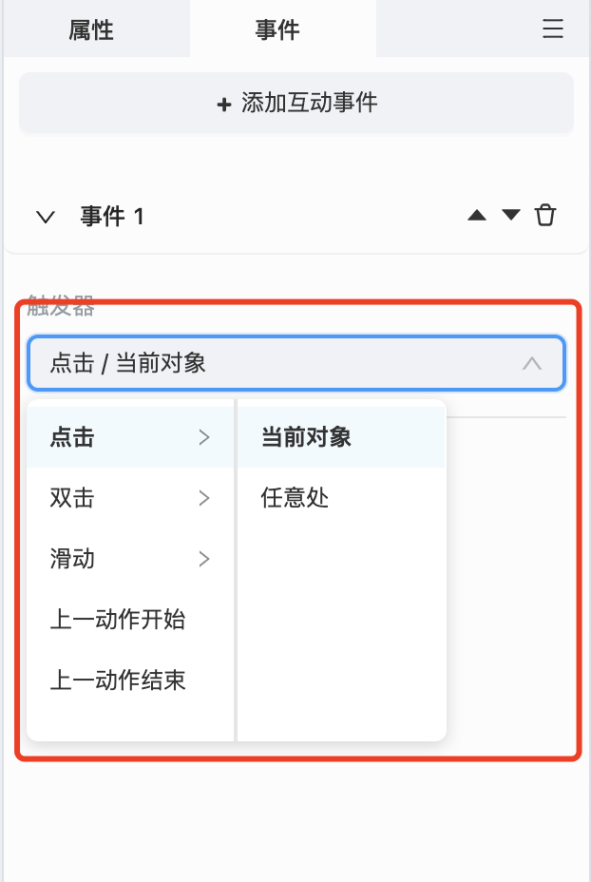 属性
事件
+ 添加互动事件
事件 1
触发器
点击 / 当前对象
点击
当前对象
双击
任意处
滑动
上一动作开始
上一动作结束